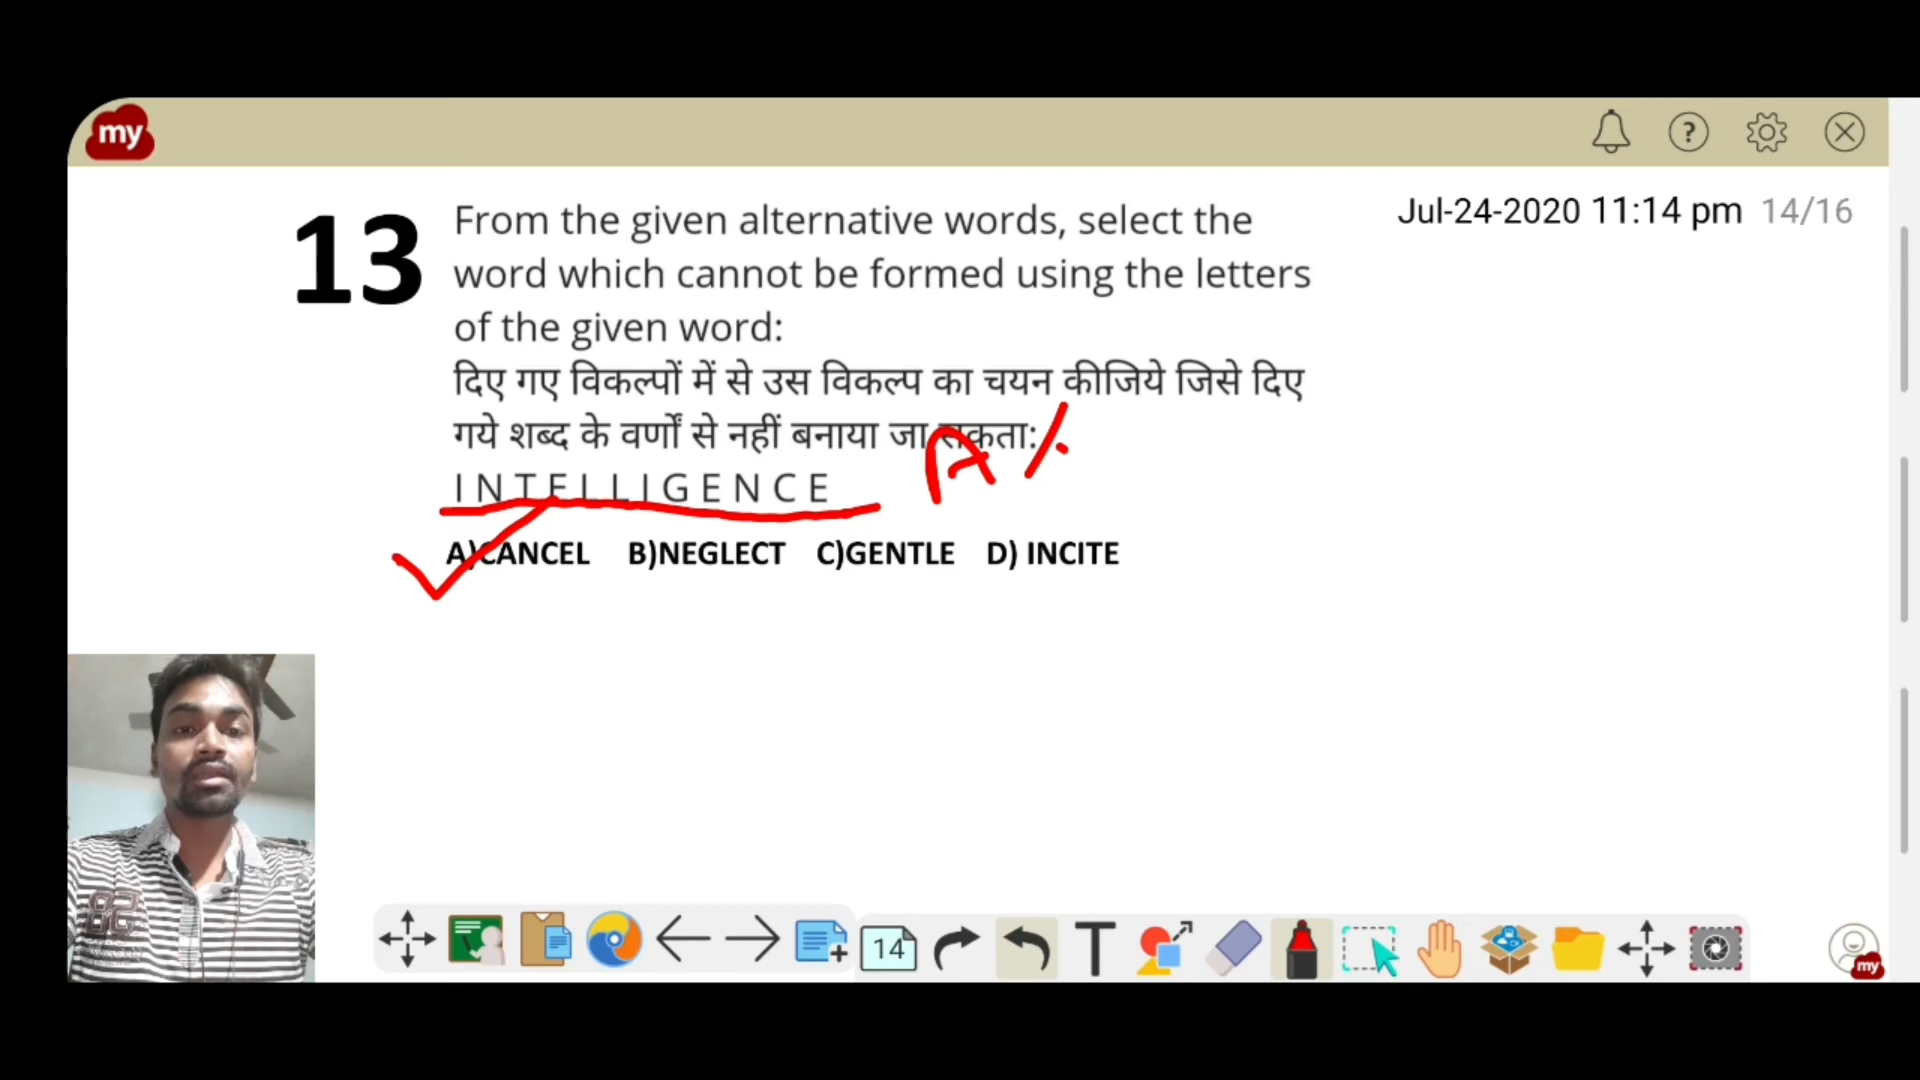 my
Jul-24-2020 11:14 pm 14/16
13
From the given alternative words, select the
word which cannot be formed using the letters
of the given word:
दिए गए विकल्पों में से उस विकल्प का चयन कीजिये जिसे दिए
गये शब्द के वर्णों से नहीं बनाया जा सकता:
A
I N T E L L I G E N C E
A)CANCEL B)NEGLECT C)GENTLE D) INCITE
82
14
T
my